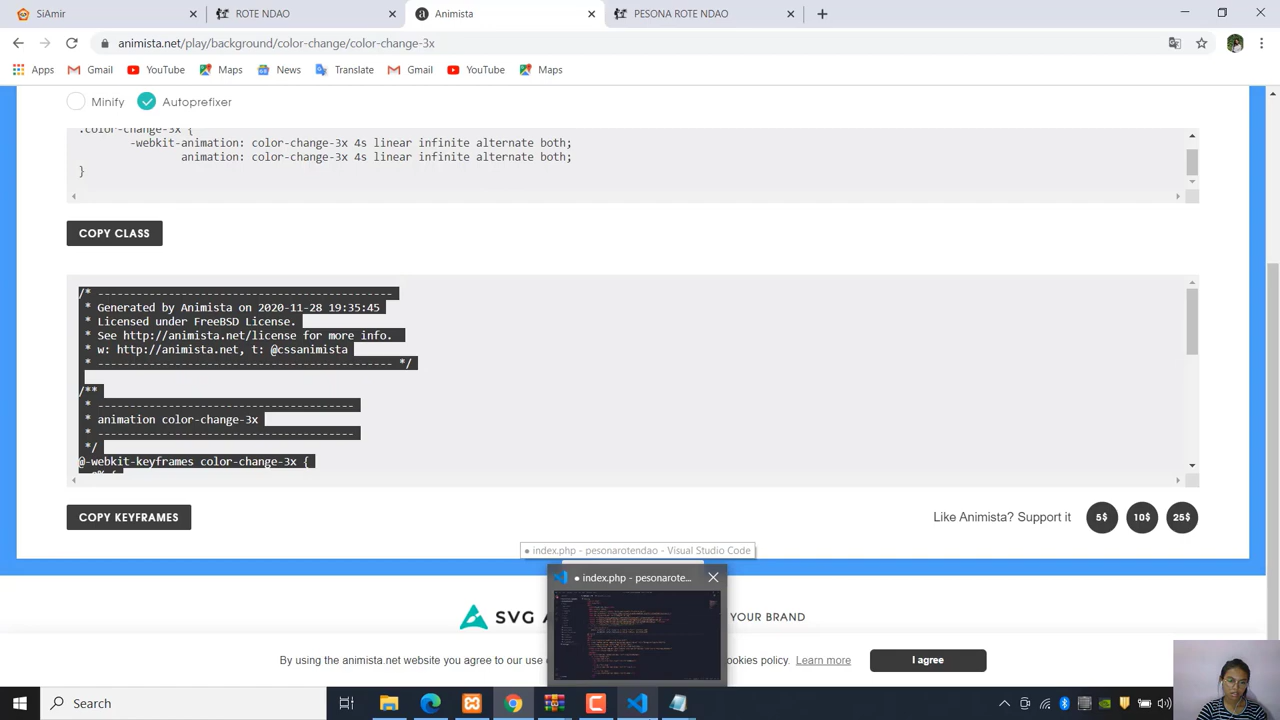 SiAmir
ROTE NDAO
Animista
PESONA ROTE NDAO
animista.net/play/background/color-change/color-change-3x
Apps
Gmail
YouTube
Maps
News
Translate
Gmail
YouTube
Maps
Minify
Autoprefixer
.color-change-3x {
-webkit-animation: color-change-3x 4s linear infinite alternate both;
animation: color-change-3x 4s linear infinite alternate both;
}
COPY CLASS
/* ----------------------------------------------
* Generated by Animista on 2020-11-28 19:35:45
* Licensed under FreeBSD License.
* See http://animista.net/license for more info.
* w: http://animista.net, t: @cssanimista
* ---------------------------------------------- */
/**
* ----------------------------------------
* animation color-change-3x
* ----------------------------------------
*/
@-webkit-keyframes color-change-3x {
0% {
COPY KEYFRAMES
Like Animista? Support it
5$
10$
25$
● index.php - pesonarotendao - Visual Studio Code
● index.php - pesonarote...
SVG
OUR BRAND
By using this website you agree to our use
cookies
Learn more
I agree
Search